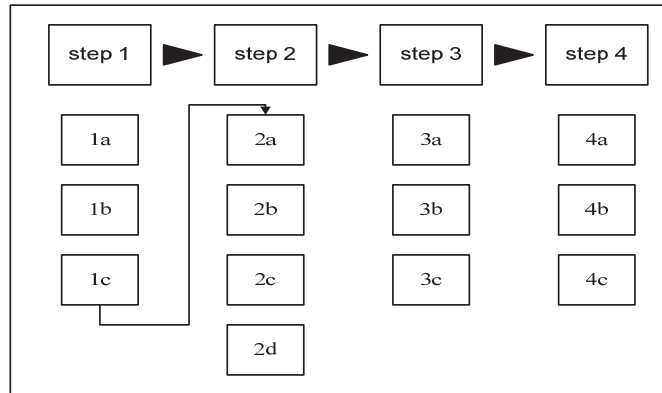 step 1 step 2 step 3 step 4
1a 2a 3a 4a
1b 2b 3b 4b
1c 2c 3c 4c
2d